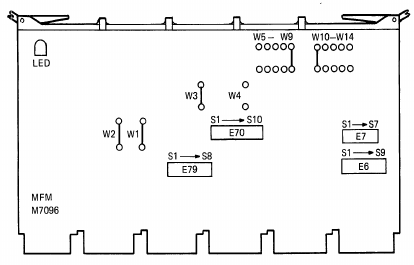 W5 – W9 W10–W14
LED
W3 W4
S1 → S10
E70
S1 → S7
E7
W2 W1
S1 → S8
E79
S1 → S9
E6
MFM
M7096